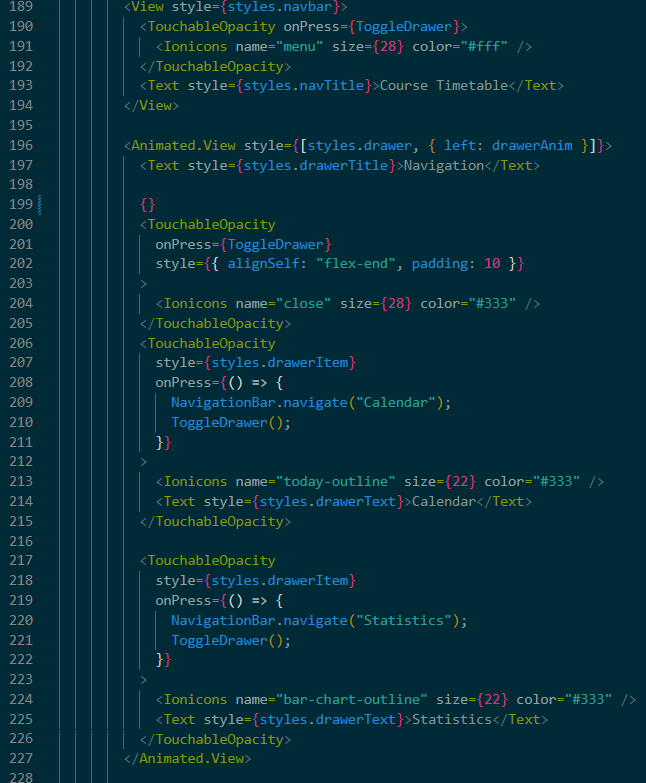 189 <View style={styles.navbar}>
190 <TouchableOpacity onPress={ToggleDrawer}>
191 <Ionicons name="menu" size={28} color="#fff" />
192 </TouchableOpacity>
193 <Text style={styles.navTitle}>Course Timetable</Text>
194 </View>
195
196 <Animated.View style={[styles.drawer, { left: drawerAnim }]}>
197 <Text style={styles.drawerTitle}>Navigation</Text>
198
199 {}
200 <TouchableOpacity
201 onPress={ToggleDrawer}
202 style={{ alignSelf: "flex-end", padding: 10 }}
203 >
204 <Ionicons name="close" size={28} color="#333" />
205 </TouchableOpacity>
206 <TouchableOpacity
207 style={styles.drawerItem}
208 onPress={() => {
209 NavigationBar.navigate("Calendar");
210 ToggleDrawer();
211 }}
212 >
213 <Ionicons name="today-outline" size={22} color="#333" />
214 <Text style={styles.drawerText}>Calendar</Text>
215 </TouchableOpacity>
216
217 <TouchableOpacity
218 style={styles.drawerItem}
219 onPress={() => {
220 NavigationBar.navigate("Statistics");
221 ToggleDrawer();
222 }}
223 >
224 <Ionicons name="bar-chart-outline" size={22} color="#333" />
225 <Text style={styles.drawerText}>Statistics</Text>
226 </TouchableOpacity>
227 </Animated.View>
228